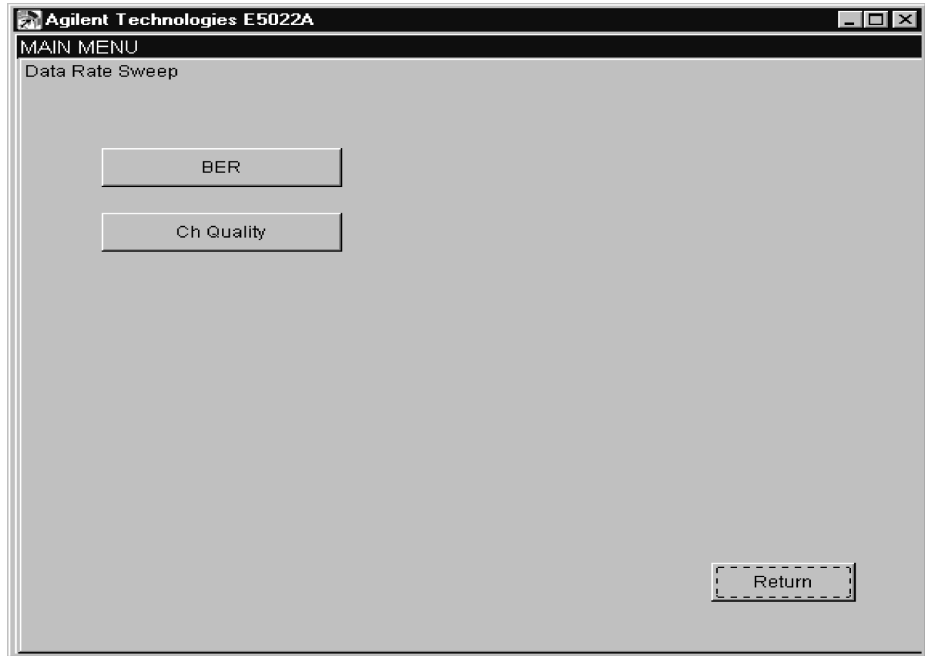 Agilent Technologies E5022A
MAIN MENU
Data Rate Sweep
BER
Ch Quality
Return